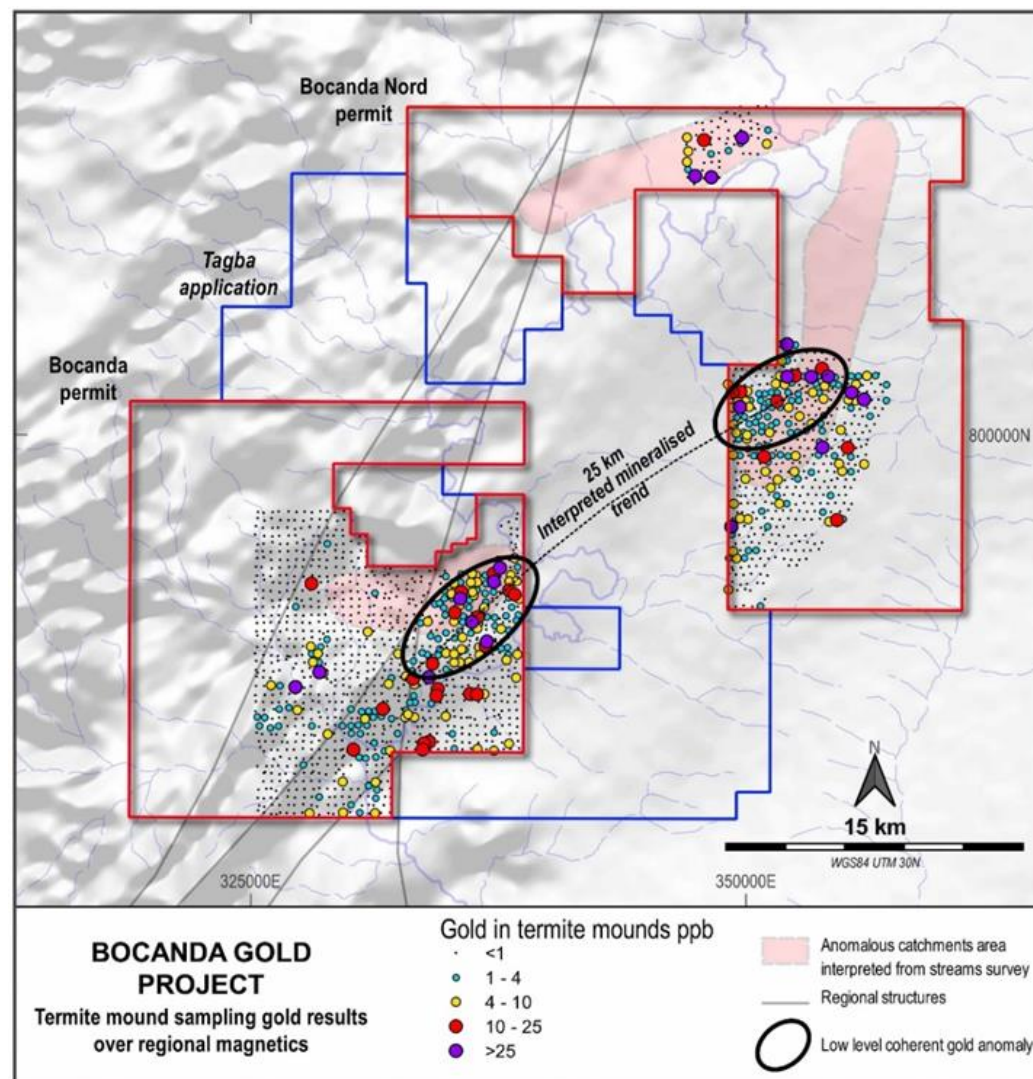 Bocanda Nord
permit
Tagba
application
Bocanda
permit
25 km
Interpreted mineralised
trend
800000N
N
15 km
WGS84 UTM 30N
325000E
350000E
BOCANDA GOLD
PROJECT
Termite mound sampling gold results
over regional magnetics
Gold in termite mounds ppb
<1
1 - 4
4 - 10
10 - 25
>25
Anomalous catchments area
interpreted from streams survey
Regional structures
Low level coherent gold anomaly